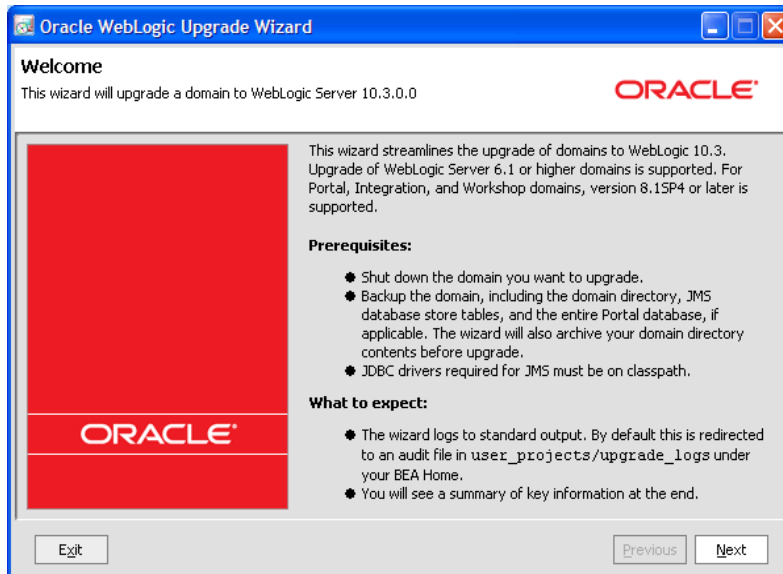 Oracle WebLogic Upgrade Wizard
Welcome
This wizard will upgrade a domain to WebLogic Server 10.3.0.0
ORACLE
This wizard streamlines the upgrade of domains to WebLogic 10.3.
Upgrade of WebLogic Server 6.1 or higher domains is supported. For
Portal, Integration, and Workshop domains, version 8.1SP4 or later is
supported.
Prerequisites:
Shut down the domain you want to upgrade.
Backup the domain, including the domain directory, JMS
database store tables, and the entire Portal database, if
applicable. The wizard will also archive your domain directory
contents before upgrade.
JDBC drivers required for JMS must be on classpath.
ORACLE
What to expect:
The wizard logs to standard output. By default this is redirected
to an audit file in user_projects/upgrade_logs under
your BEA Home.
You will see a summary of key information at the end.
Exit
Previous
Next